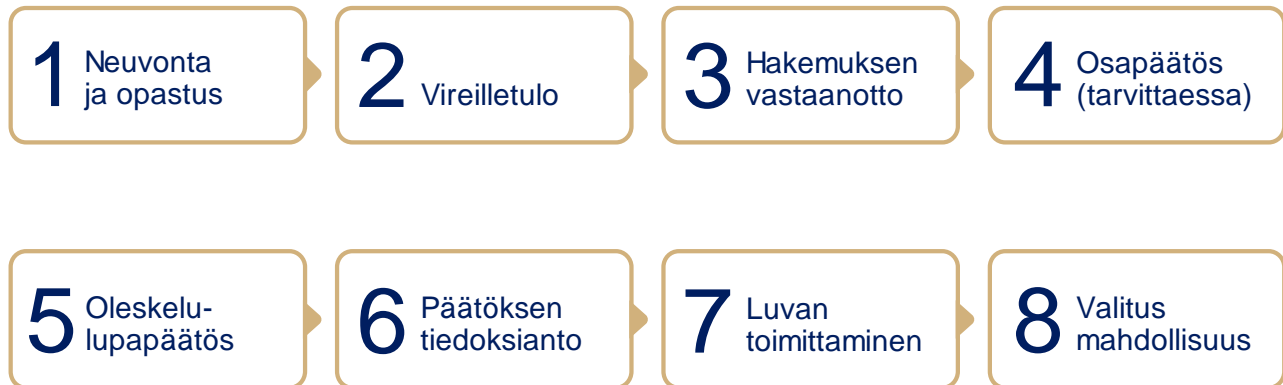 1 Neuvonta
ja opastus
2 Vireilletulo
3 Hakemuksen
vastaanotto
4 Osapäätös
(tarvittaessa)
5 Oleskelu-
lupapäätös
6 Päätöksen
tiedoksianto
7 Luvan
toimittaminen
8 Valitus
mahdollisuus